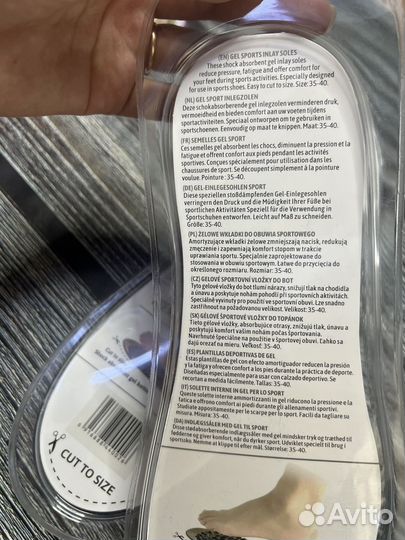 (EN) GEL SPORTS INLAY SOLES
These shock absorbent gel inlay soles
reduce pressure, fatigue and offer comfort for
your feet during sports activities. Especially designed
for use in sports shoes. Easy to cut to size. Size: 35-40.
(NL) GEL SPORT INLEGZOLEN
Deze schokabsorberende gel inlegzolen verminderen druk,
vermoeidheid en bieden comfort aan uw voeten tijdens
sportactiviteiten. Speciaal ontworpen om te gebruiken in
sportschoenen. Eenvoudig op maat te knippen. Maat: 35-40.
(FR) SEMELLES GEL SPORT
Ces semelles gel absorbent les chocs, diminuent la pression et la
fatigue et offrent confort aux pieds pendant les activités
sportives. Conçues spécialement pour utilisation dans les
chaussures de sport. Se découpent simplement à la pointure
voulue. Pointure: 35-40.
(DE) GEL-EINLEGESOHLEN SPORT
Diese speziellen stoßdämpfenden Gel-Einlegesohlen
verringern den Druck und die Müdigkeit Ihrer Füße bei
sportlichen Aktivitäten Speziell für die Verwendung in
Sportschuhen entworfen. Leicht auf Maß zu schneiden.
Größe: 35-40.
(PL) ŻELOWE WKŁADKI DO OBUWIA SPORTOWEGO
Amortyzujące wkładki żelowe zmniejszają nacisk, redukują
zmęczenie i zapewniają komfort stopom w trakcie
uprawiania sportu. Specjalnie zaprojektowane do
stosowania w obuwiu sportowym. Łatwe do przycięcia do
określonego rozmiaru. Rozmiar: 35-40.
(CZ) GELOVÉ SPORTOVNÍ VLOŽKY DO BOT
Tyto gelové vložky do bot tlumí nárazy, snižují tlak na chodidla
a únavu a poskytuje nohám pohodlí při sportovních aktivitách.
Speciálně vyvinuty pro použití ve sportovní obuvi. Lze snadno
zastřihnout na požadovanou velikost. Velikost: 35-40.
(SK) GÉLOVÉ ŠPORTOVÉ VLOŽKY DO TOPÁNOK
Tieto gélové vložky, absorbujúce otrasy, znižujú tlak, únavu a
poskytujú komfort vašim nohám počas športovania.
Navrhnuté špeciálne na použitie v športovej obuvi. Ľahko sa
dajú orezať na mieru. Veľkosť: 35-40.
(ES) PLANTILLAS DEPORTIVAS DE GEL
Estas plantillas de gel con efecto amortiguador reducen la presión
y la fatiga y ofrecen confort a los pies durante la práctica de deporte.
Diseñadas especialmente para usar con calzado deportivo. Se
recortan a medida fácilmente. Tallas: 35-40.
(IT) SOLETTE INTERNE IN GEL PER LO SPORT
Queste solette interne ammortizzanti in gel riducono la pressione e la
fatica e offrono comfort ai piedi durante gli allenamenti sportivi.
Studiate appositamente per le scarpe per lo sport. Facili da tagliare su
misura. Misura: 35-40.
(DA) INDLÆGSSÅLER MED GEL TIL SPORT
Disse stødabsorberende indlægssåler med gel mindsker tryk og træthed til
fødderne og giver komfort, når du dyrker sport. Udviklet specielt til brug i
sportssko. Nemme at klippe til efter mål. Størrelse: 35-40.
CUT TO SIZE
Avito